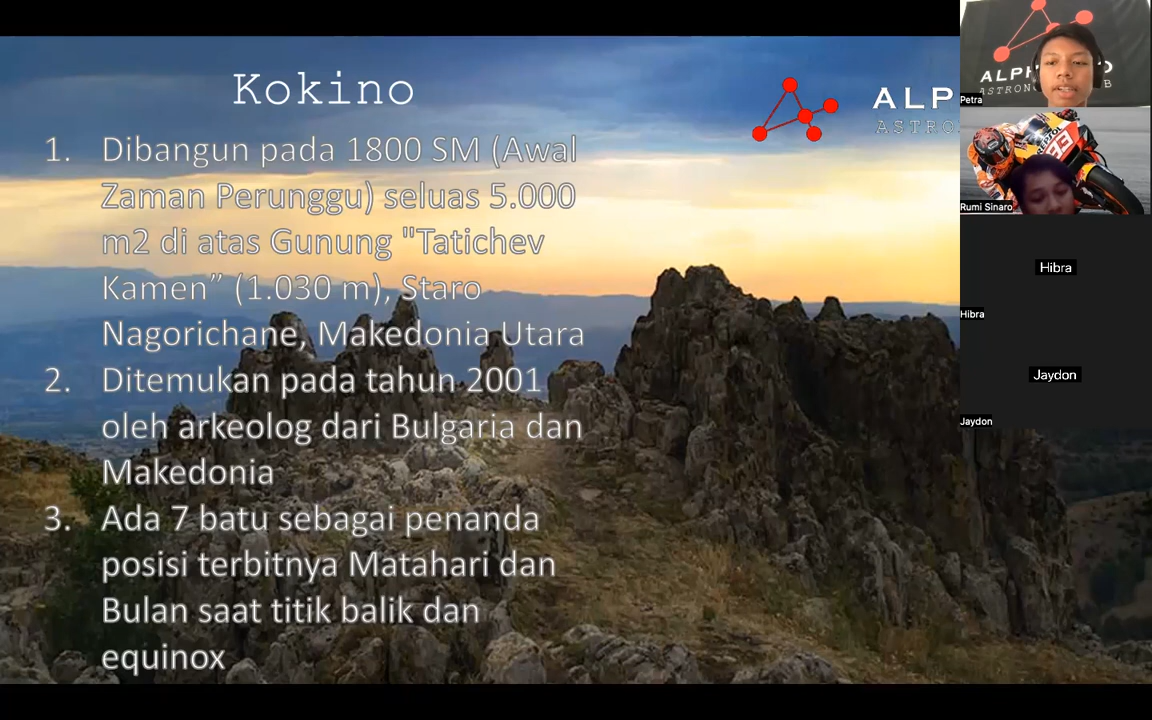 Kokino
1. Dibangun pada 1800 SM (Awal
Zaman Perunggu) seluas 5.000
m2 di atas Gunung "Tatichev
Kamen” (1.030 m), Staro
Nagorichane, Makedonia Utara
2. Ditemukan pada tahun 2001
oleh arkeolog dari Bulgaria dan
Makedonia
3. Ada 7 batu sebagai penanda
posisi terbitnya Matahari dan
Bulan saat titik balik dan
equinox
ALP
ASTRO
Petra
93
Rumi Sinaro
Hibra
Hibra
Jaydon
Jaydon